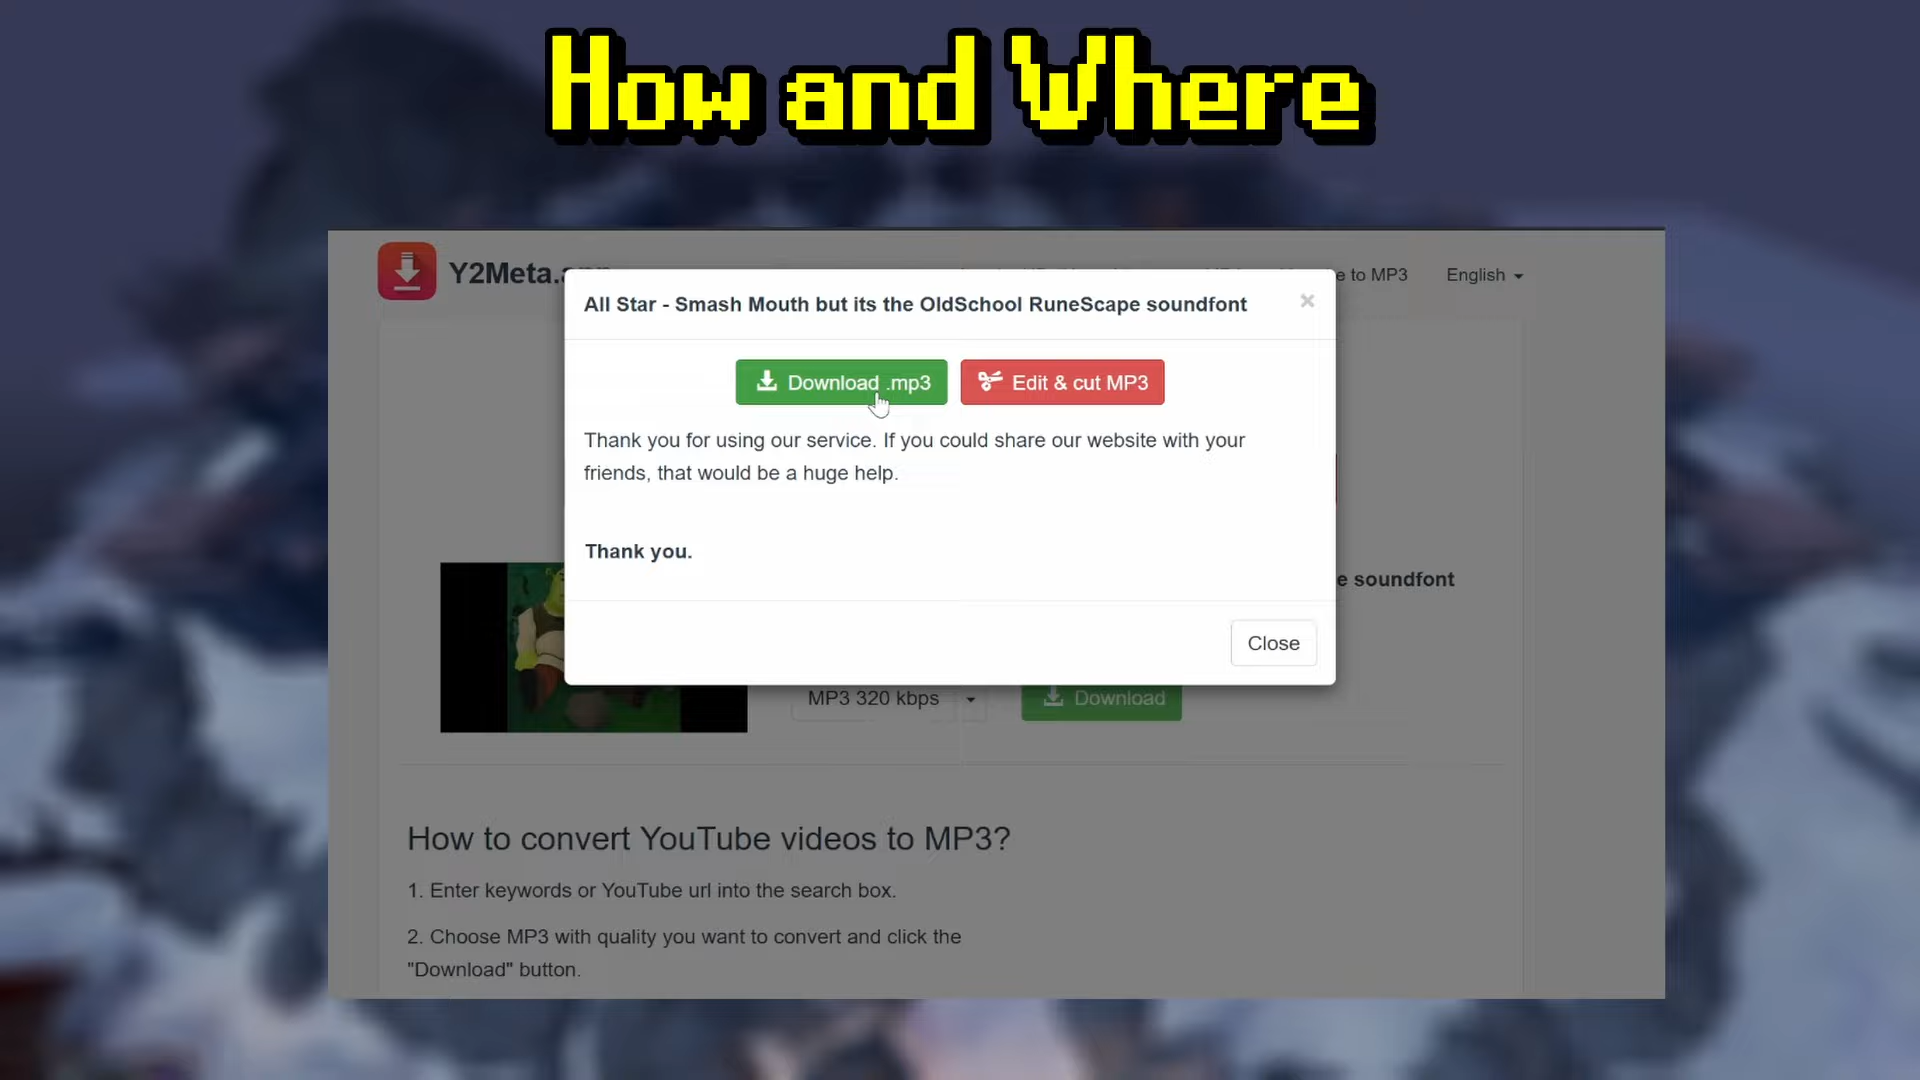 How and Where
Y2Meta.
e to MP3
English
All Star - Smash Mouth but its the OldSchool RuneScape soundfont
×
Download .mp3
Edit & cut MP3
Thank you for using our service. If you could share our website with your
friends, that would be a huge help.
Thank you.
e soundfont
Close
MP3 320 kbps
Download
How to convert YouTube videos to MP3?
1. Enter keywords or YouTube url into the search box.
2. Choose MP3 with quality you want to convert and click the
"Download" button.